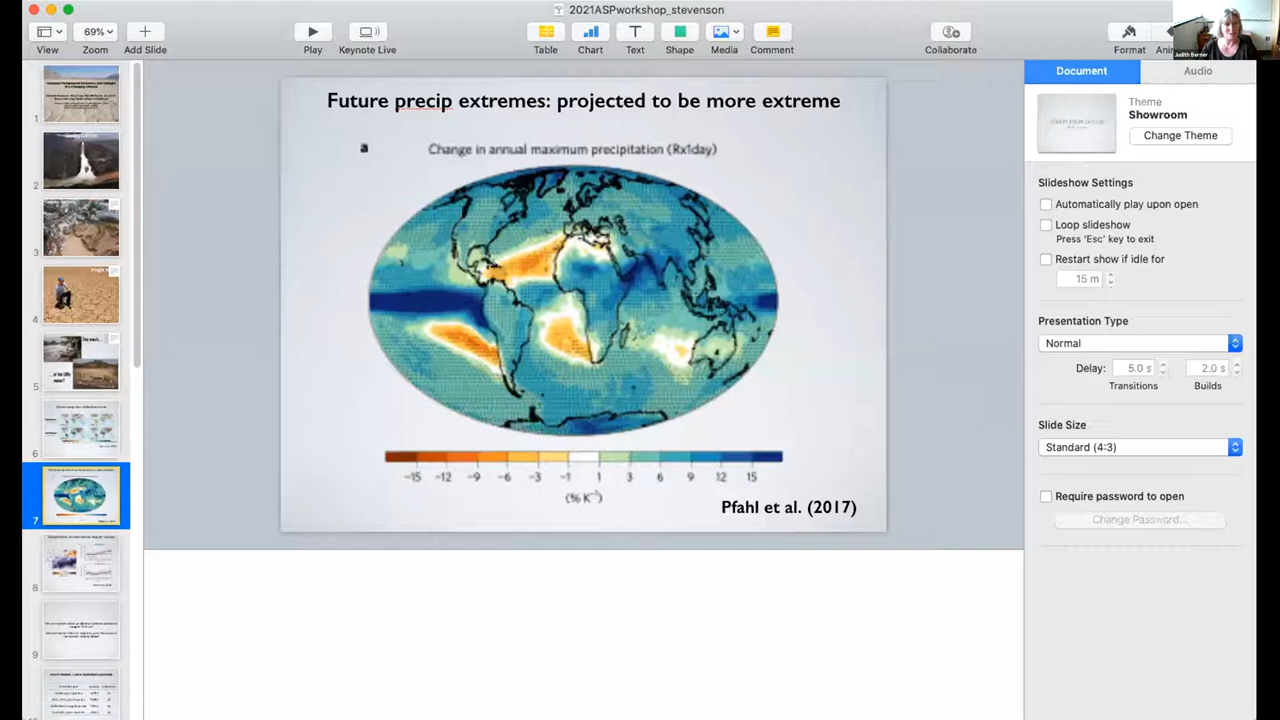 2021ASPworkshop_stevenson
69%
View
Zoom
Add Slide
Play
Keynote Live
Table
Chart
Text
Shape
Media
Comment
Collaborate
Format
Judith Berner
Future precip extremes: projected to be more extreme
a
Change in annual maximum precipitation (Rx1day)
−15 −12 −9 −6 −3 −1 1 3 6 9 12 15
(% K⁻¹)
Pfahl et al. (2017)
1
2
3
4
5
6
7
8
9
Document
Audio
Theme
Showroom
Change Theme
Slideshow Settings
Automatically play upon open
Loop slideshow
Press 'Esc' key to exit
Restart show if idle for
15 m
Presentation Type
Normal
Delay:
5.0 s
2.0 s
Transitions
Builds
Slide Size
Standard (4:3)
Require password to open
Change Password...